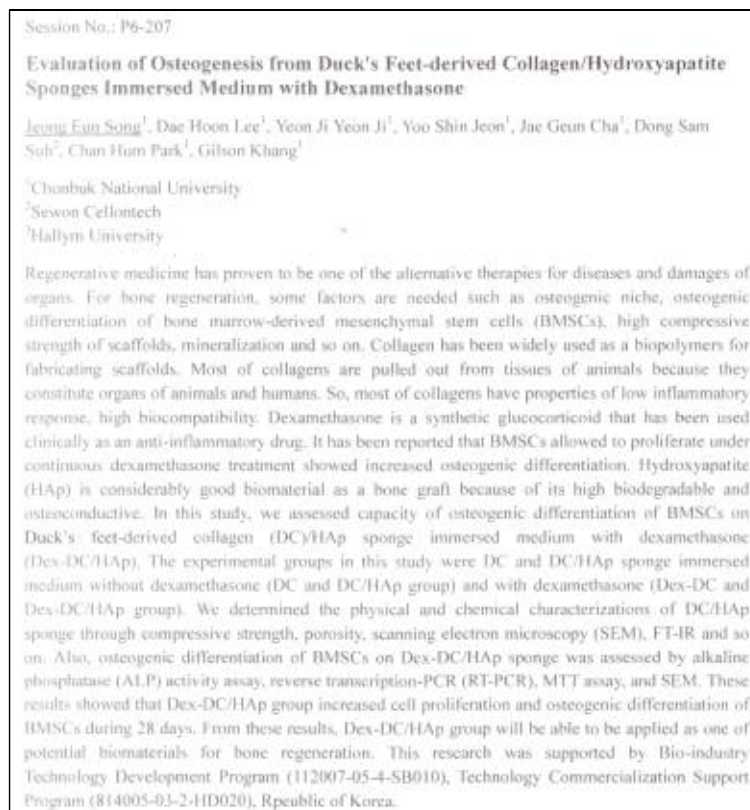 Session No.: P6-207
Evaluation of Osteogenesis from Duck's Feet-derived Collagen/Hydroxyapatite
Sponges Immersed Medium with Dexamethasone
Jeong Eun Song¹, Dae Hoon Lee¹, Yeon Ji Yeon Ji¹, Yoo Shin Jeon¹, Jae Geun Cha¹, Dong Sam
Suh², Chan Hum Park³, Gilson Khang¹
¹Chonbuk National University
²Sewon Cellontech
³Hallym University
Regenerative medicine has proven to be one of the alternative therapies for diseases and damages of
organs. For bone regeneration, some factors are needed such as osteogenic niche, osteogenic
differentiation of bone marrow-derived mesenchymal stem cells (BMSCs), high compressive
strength of scaffolds, mineralization and so on. Collagen has been widely used as a biopolymers for
fabricating scaffolds. Most of collagens are pulled out from tissues of animals because they
constitute organs of animals and humans. So, most of collagens have properties of low inflammatory
response, high biocompatibility. Dexamethasone is a synthetic glucocorticoid that has been used
clinically as an anti-inflammatory drug. It has been reported that BMSCs allowed to proliferate under
continuous dexamethasone treatment showed increased osteogenic differentiation. Hydroxyapatite
(HAp) is considerably good biomaterial as a bone graft because of its high biodegradable and
osteoconductive. In this study, we assessed capacity of osteogenic differentiation of BMSCs on
Duck's feet-derived collagen (DC)/HAp sponge immersed medium with dexamethasone
(Dex-DC/HAp). The experimental groups in this study were DC and DC/HAp sponge immersed
medium without dexamethasone (DC and DC/HAp group) and with dexamethasone (Dex-DC and
Dex-DC/HAp group). We determined the physical and chemical characterizations of DC/HAp
sponge through compressive strength, porosity, scanning electron microscopy (SEM), FT-IR and so
on. Also, osteogenic differentiation of BMSCs on Dex-DC/HAp sponge was assessed by alkaline
phosphatase (ALP) activity assay, reverse transcription-PCR (RT-PCR), MTT assay, and SEM. These
results showed that Dex-DC/HAp group increased cell proliferation and osteogenic differentiation of
BMSCs during 28 days. From these results, Dex-DC/HAp group will be able to be applied as one of
potential biomaterials for bone regeneration. This research was supported by Bio-industry
Technology Development Program (112007-05-4-SB010), Technology Commercialization Support
Program (814005-03-2-HD020), Rpeublic of Korea.